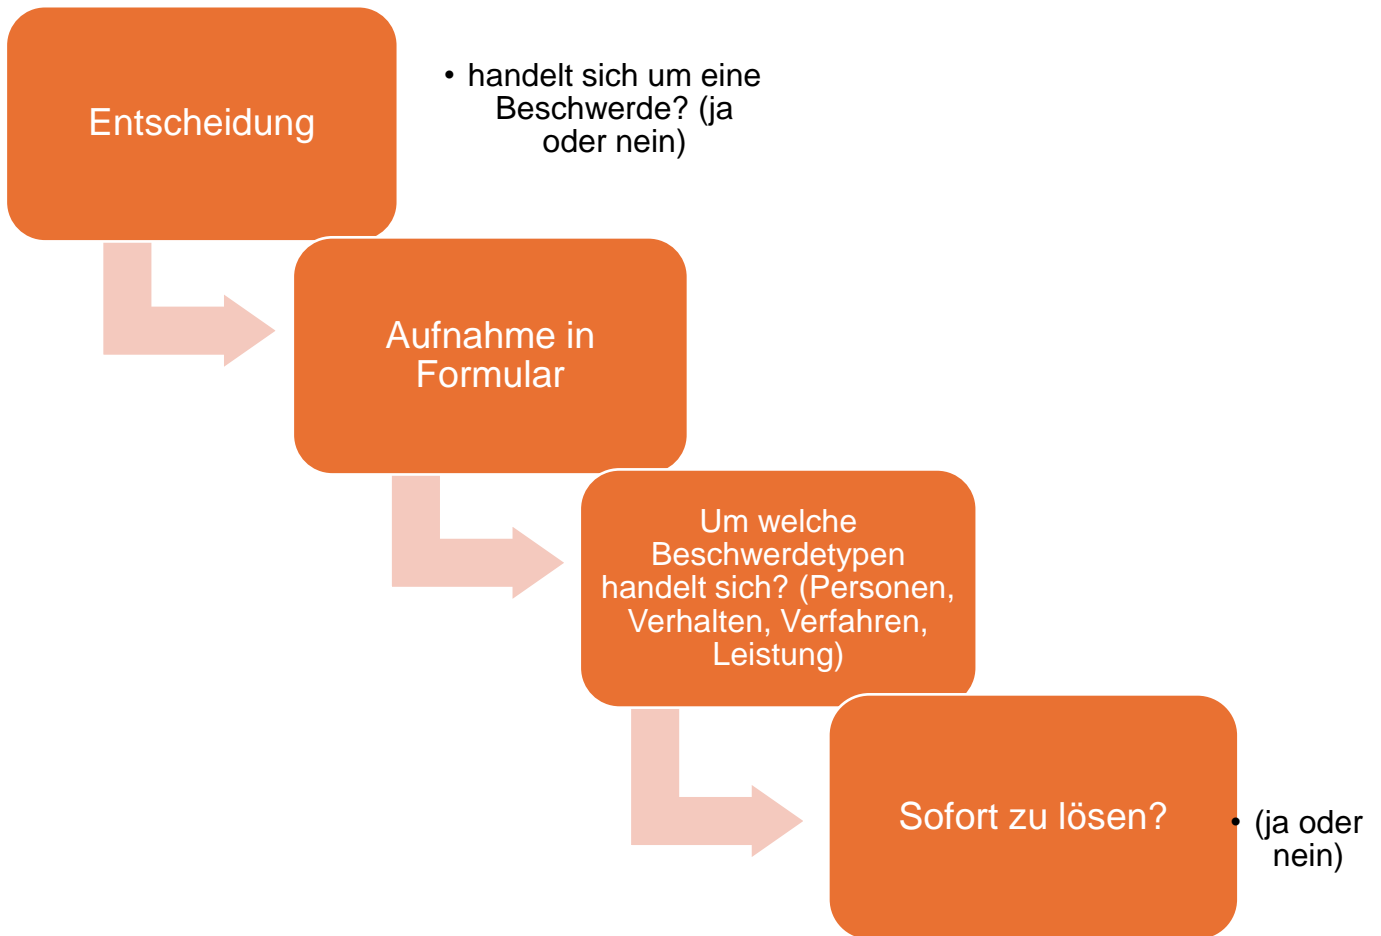 Entscheidung
• handelt sich um eine
Beschwerde? (ja
oder nein)
Aufnahme in
Formular
Um welche
Beschwerdetypen
handelt sich? (Personen,
Verhalten, Verfahren,
Leistung)
Sofort zu lösen?
• (ja oder
nein)